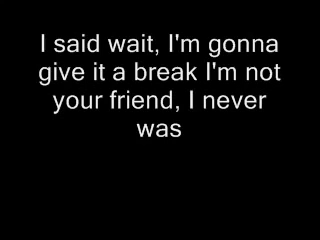 I said wait, I'm gonna
give it a break I'm not
your friend, I never
was